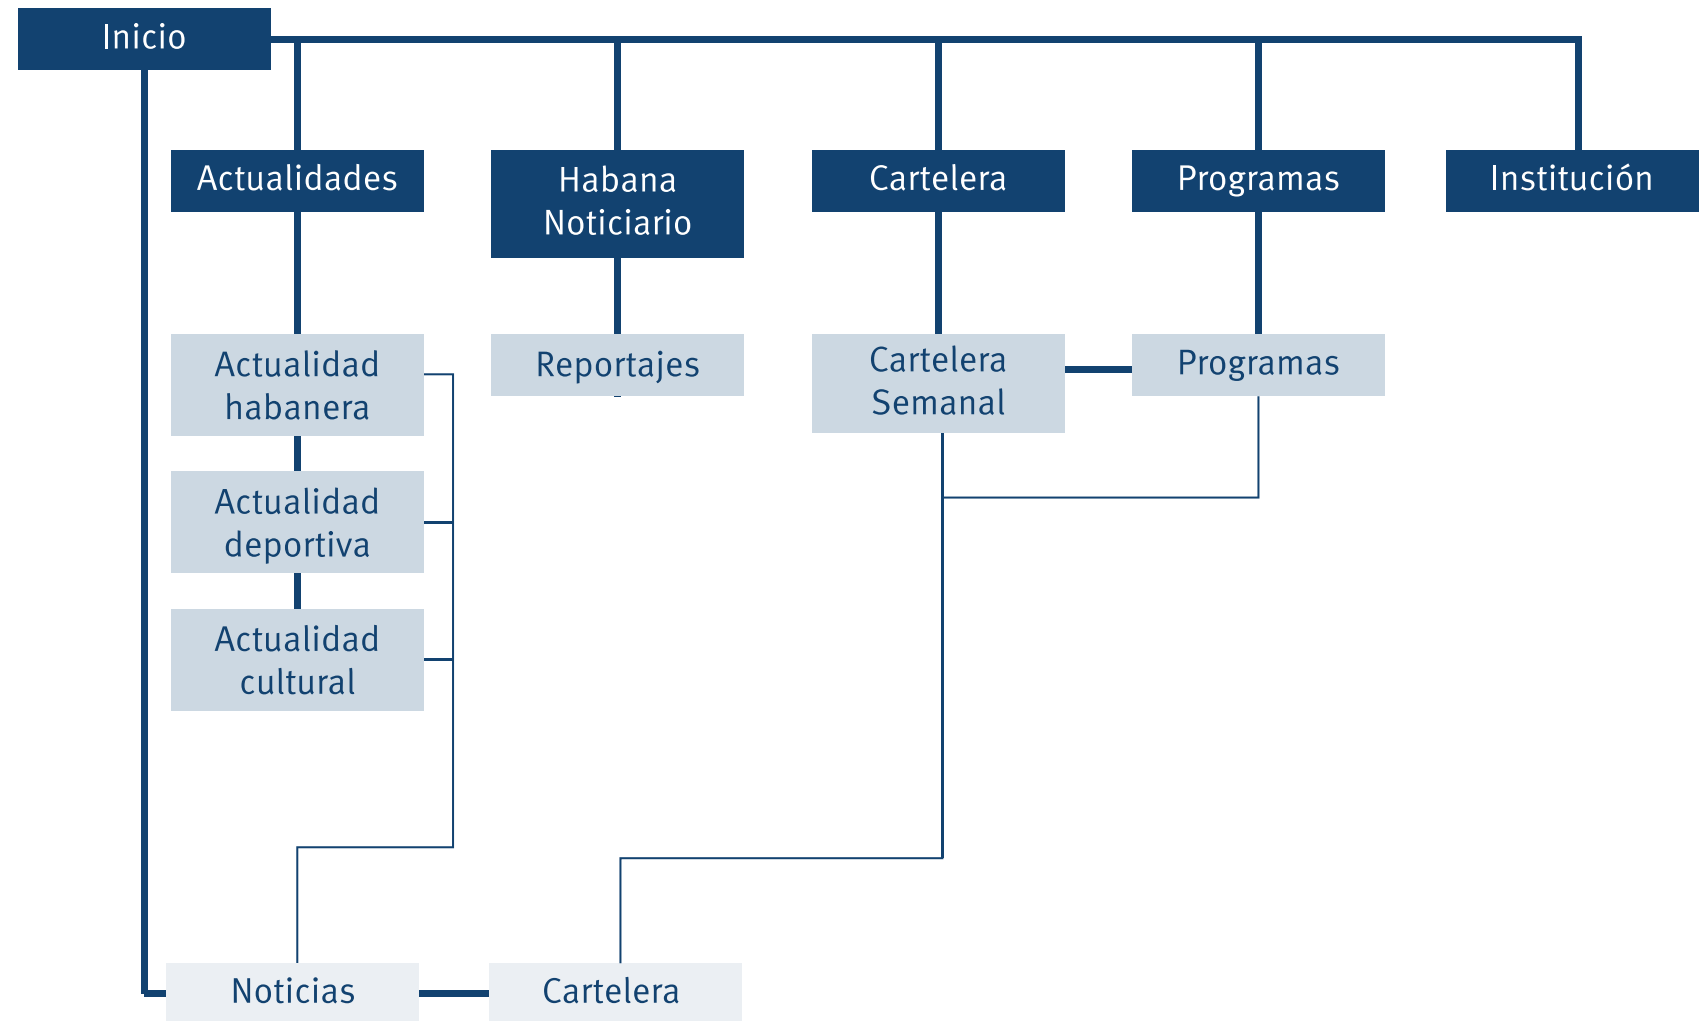 Inicio
Actualidades
Habana
Noticiario
Cartelera
Programas
Institución
Actualidad
habanera
Reportajes
Cartelera
Semanal
Programas
Actualidad
deportiva
Actualidad
cultural
Noticias
Cartelera